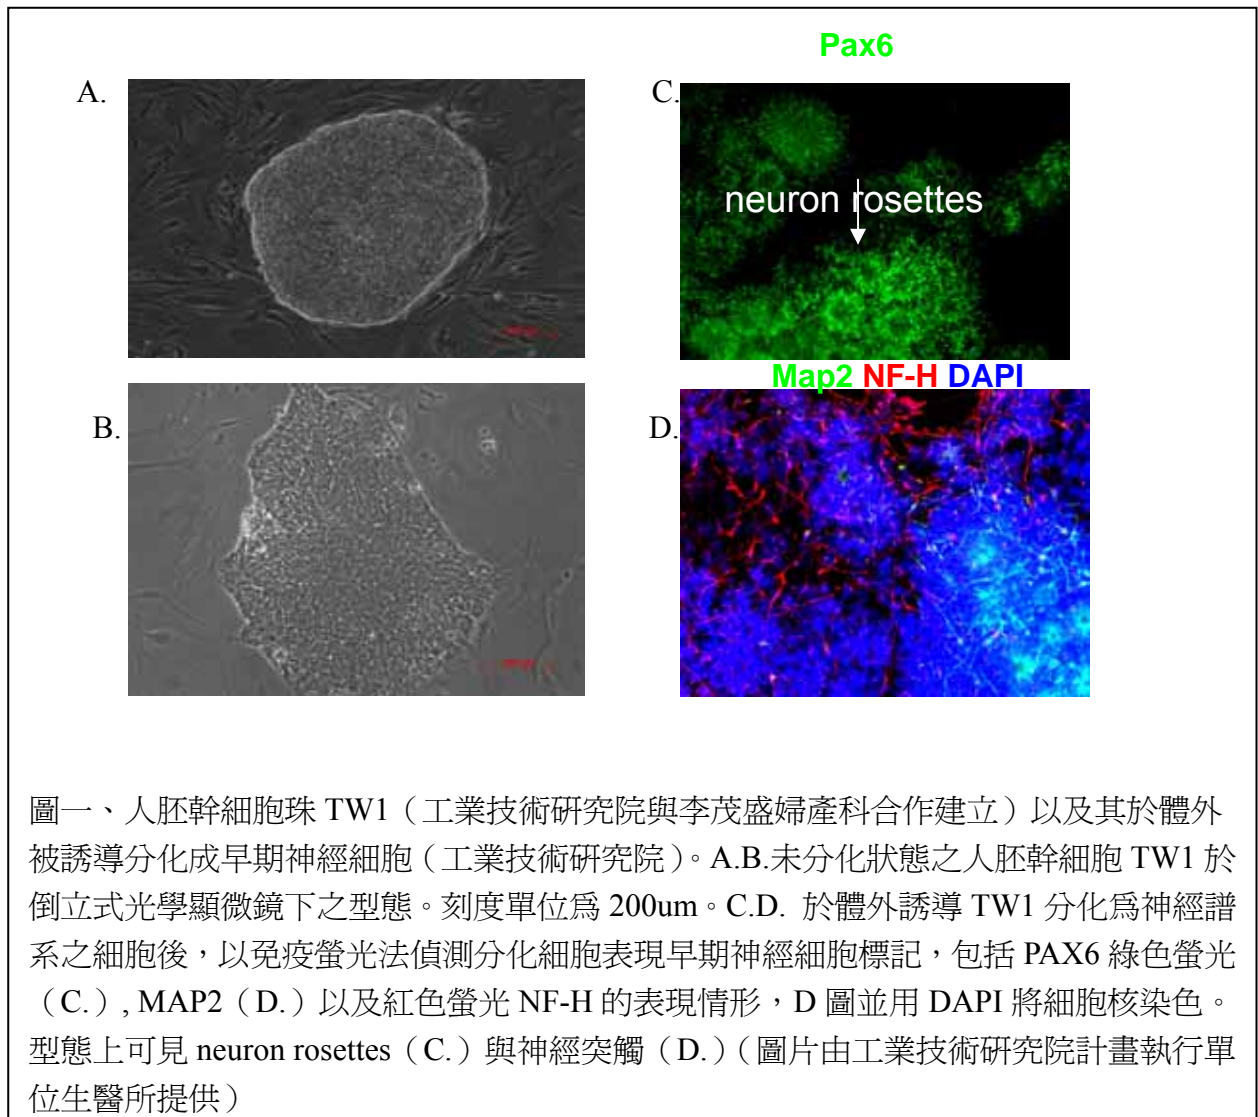 Pax6
A.
C.
neuron rosettes
Map2 NF-H DAPI
B.
D.
圖一、人胚幹細胞珠 TW1（工業技術研究院與李茂盛婦產科合作建立）以及其於體外
被誘導分化成早期神經細胞（工業技術研究院）。A.B.未分化狀態之人胚幹細胞 TW1 於
倒立式光學顯微鏡下之型態。刻度單位為 200um。C.D. 於體外誘導 TW1 分化為神經譜
系之細胞後，以免疫螢光法偵測分化細胞表現早期神經細胞標記，包括 PAX6 綠色螢光
（C.）, MAP2（D.）以及紅色螢光 NF-H 的表現情形，D 圖並用 DAPI 將細胞核染色。
型態上可見 neuron rosettes（C.）與神經突觸（D.）（圖片由工業技術研究院計畫執行單
位生醫所提供）